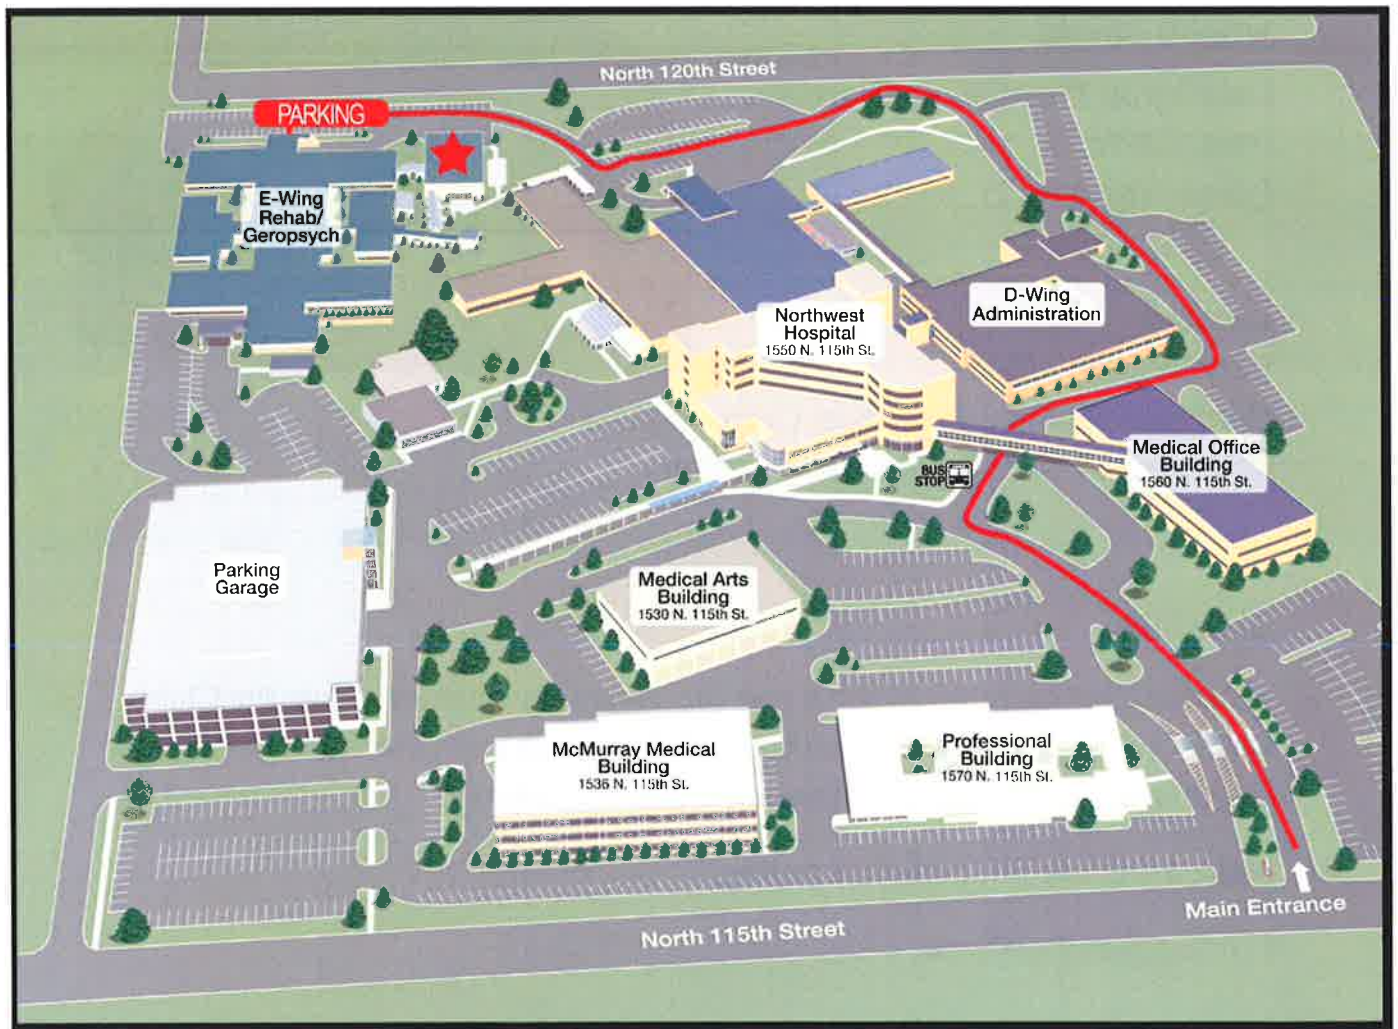 North 120th Street
PARKING
E-Wing
Rehab/
Geropsych
D-Wing
Administration
Northwest
Hospital
1550 N. 115th St.
Medical Office
Building
1560 N. 115th St.
BUS
STOP
Parking
Garage
Medical Arts
Building
1530 N. 115th St.
McMurray Medical
Building
1536 N. 115th St.
Professional
Building
1570 N. 115th St.
Main Entrance
North 115th Street